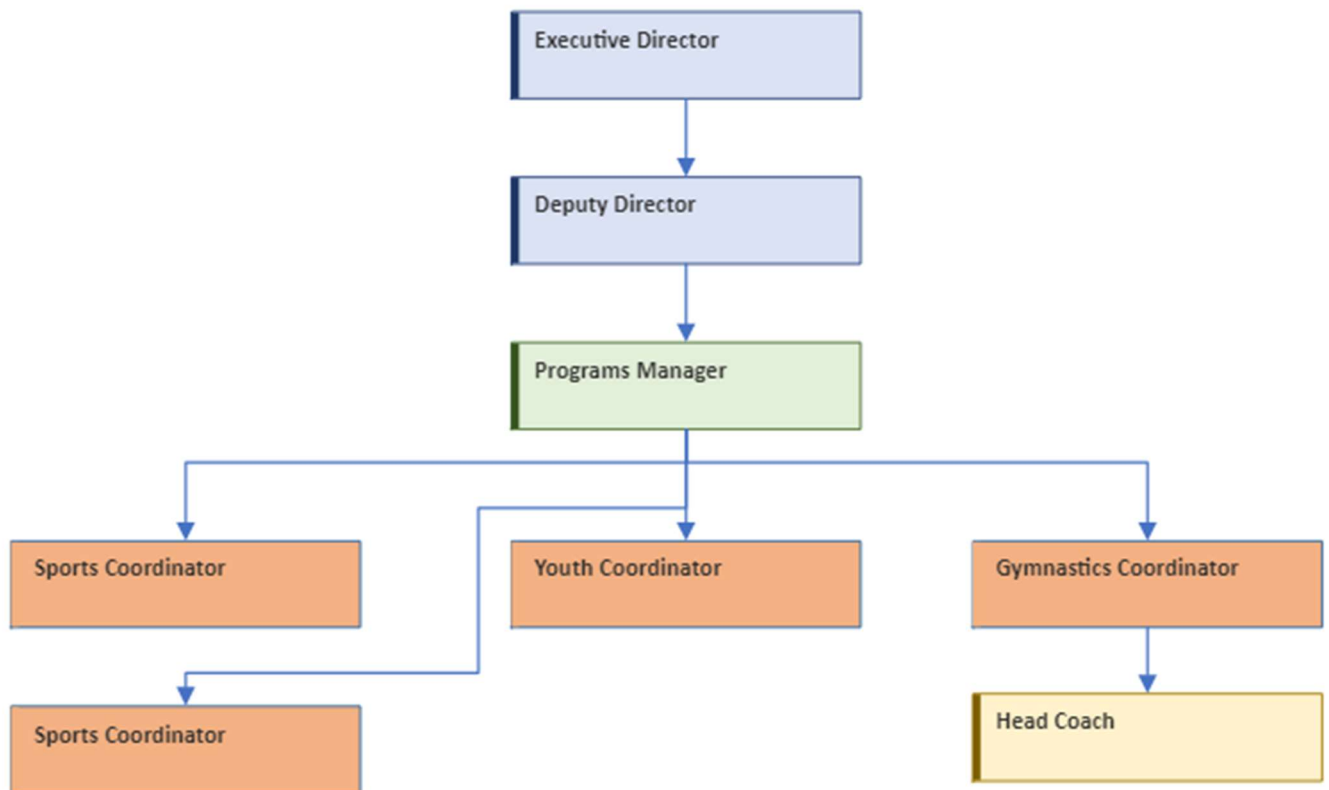 Executive Director
Deputy Director
Programs Manager
Sports Coordinator
Youth Coordinator
Gymnastics Coordinator
Sports Coordinator
Head Coach